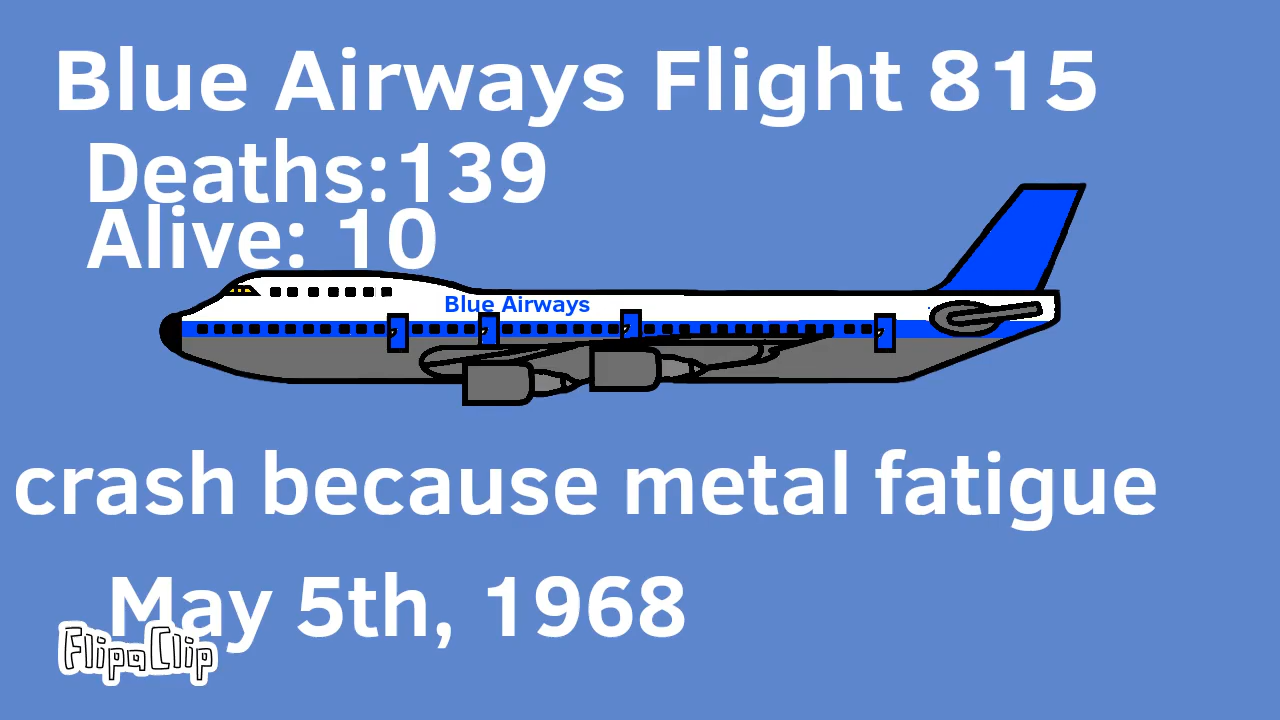 Blue Airways Flight 815
Deaths:139
Alive: 10
Blue Airways
crash because metal fatigue
May 5th, 1968
FlipaClip